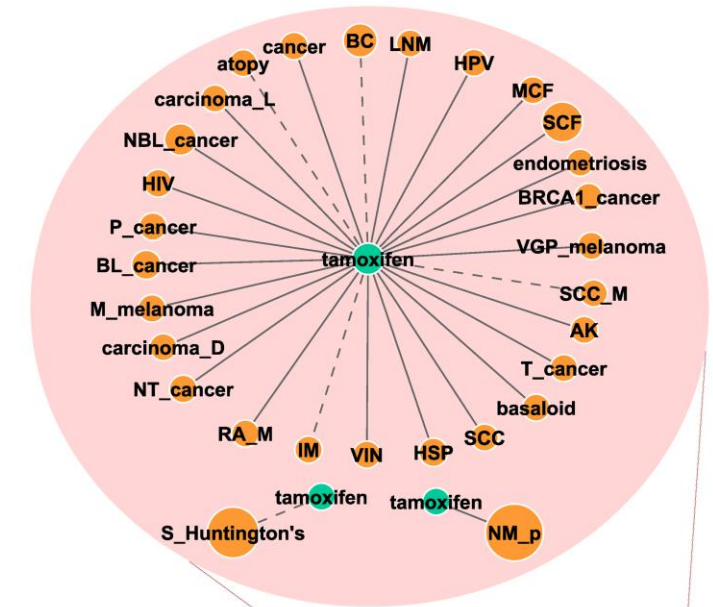 BC
LNM
cancer
atopy
HPV
carcinoma_L
MCF
SCF
NBL_cancer
endometriosis
HIV
BRCA1_cancer
P_cancer
VGP_melanoma
tamoxifen
BL_cancer
SCC_M
M_melanoma
AK
carcinoma_D
T_cancer
NT_cancer
basaloid
RA_M
SCC
IM
VIN
HSP
tamoxifen
tamoxifen
S_Huntington's
NM_p